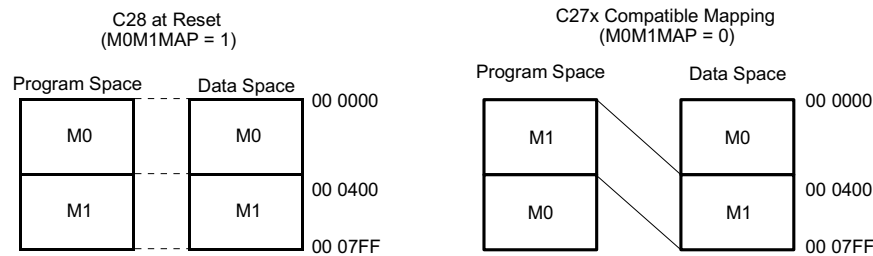 C28 at Reset
(M0M1MAP = 1)
Program Space
Data Space
00 0000
M0
M0
00 0400
M1
M1
00 07FF
C27x Compatible Mapping
(M0M1MAP = 0)
Program Space
Data Space
00 0000
M1
M0
00 0400
M0
M1
00 07FF